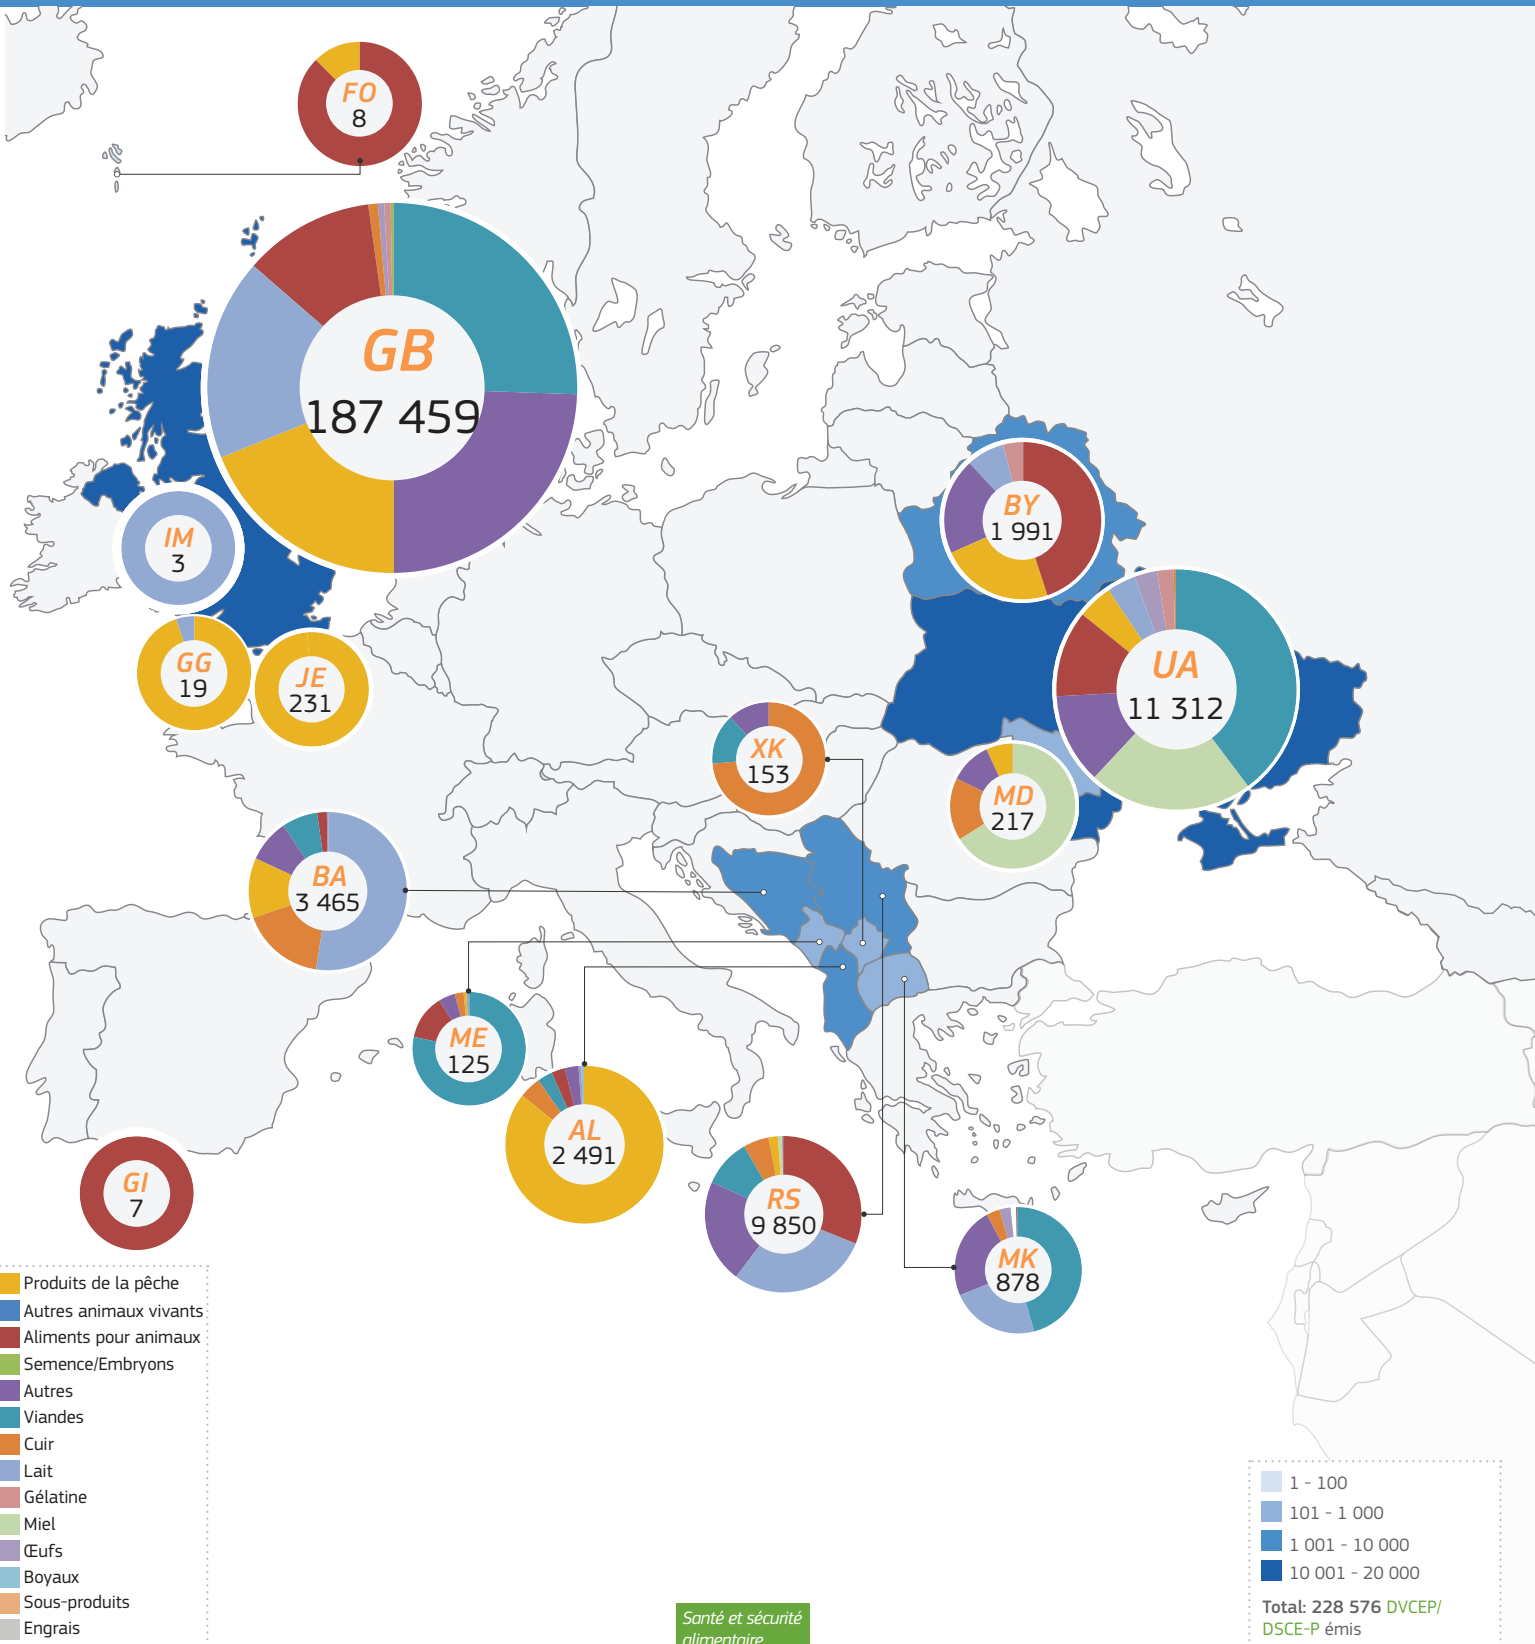 FO
8
GB
187 459
IM
3
GG
19
JE
231
BY
1 991
UA
11 312
XK
153
MD
217
BA
3 465
ME
125
AL
2 491
GI
7
RS
9 850
MK
878
Produits de la pêche
Autres animaux vivants
Aliments pour animaux
Semence/Embryons
Autres
Viandes
Cuir
Lait
Gélatine
Miel
Œufs
Boyaux
Sous-produits
Engrais
1 - 100
101 - 1 000
1 001 - 10 000
10 001 - 20 000
Total: 228 576 DVCEP/
DSCE-P émis
Santé et sécurité
alimentaire